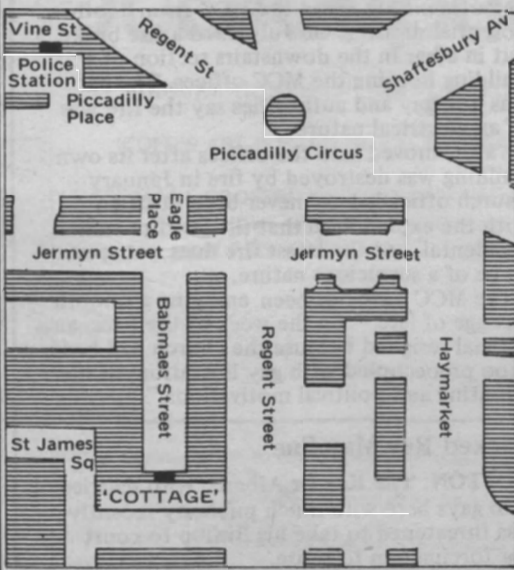 Vine St
Regent St.
Shaftesbury Av
Police
Station
Piccadilly
Place
Piccadilly Circus
Eagle
Place
Jermyn Street
Jermyn Street
Babmaes Street
Regent Street
Haymarket
St James
Sq
'COTTAGE'